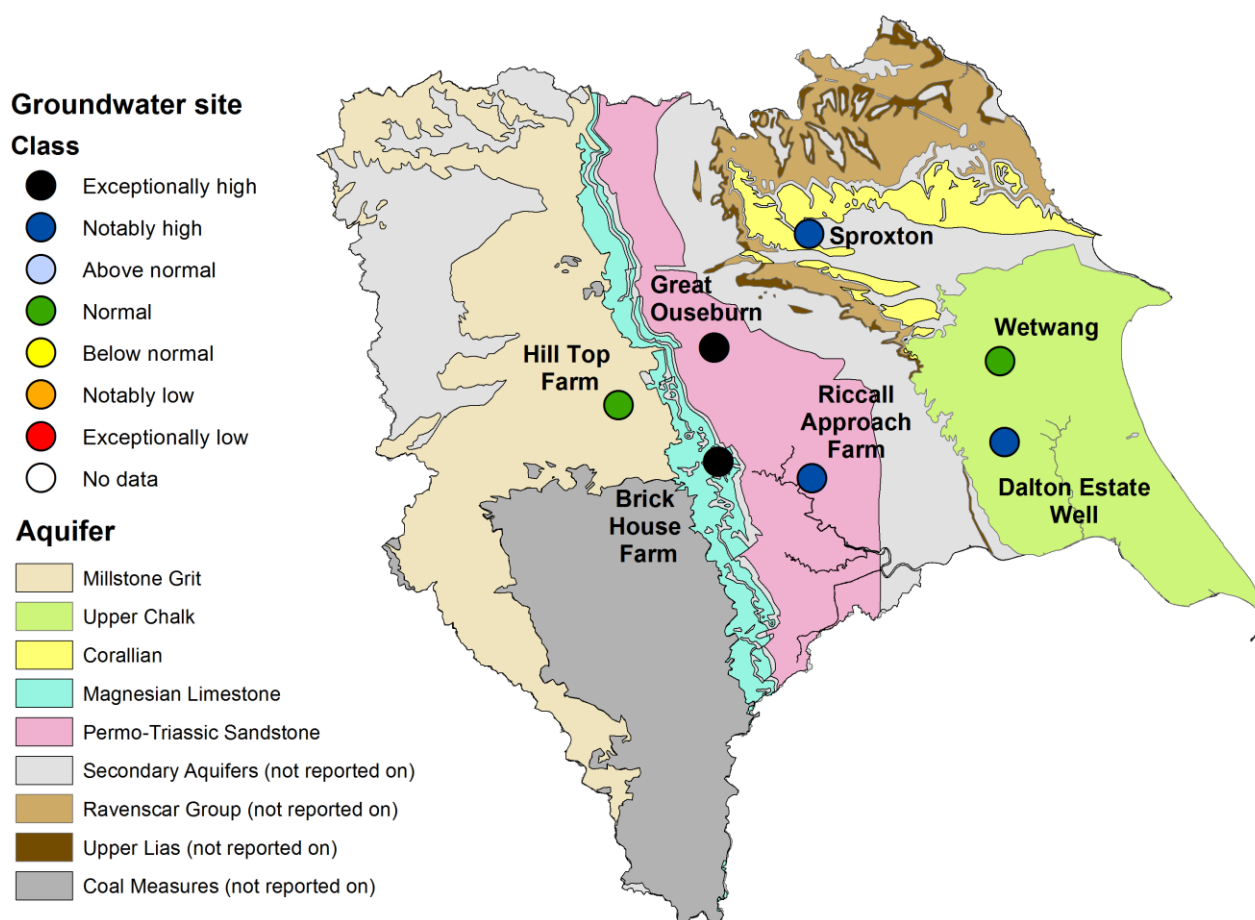 Groundwater site
Class
Exceptionally high
Notably high
Above normal
Normal
Below normal
Notably low
Exceptionally low
No data
Aquifer
Millstone Grit
Upper Chalk
Corallian
Magnesian Limestone
Permo-Triassic Sandstone
Secondary Aquifers (not reported on)
Ravenscar Group (not reported on)
Upper Lias (not reported on)
Coal Measures (not reported on)
Sproxton
Great
Ouseburn
Wetwang
Hill Top
Farm
Riccall
Approach
Farm
Brick
House
Farm
Dalton Estate
Well